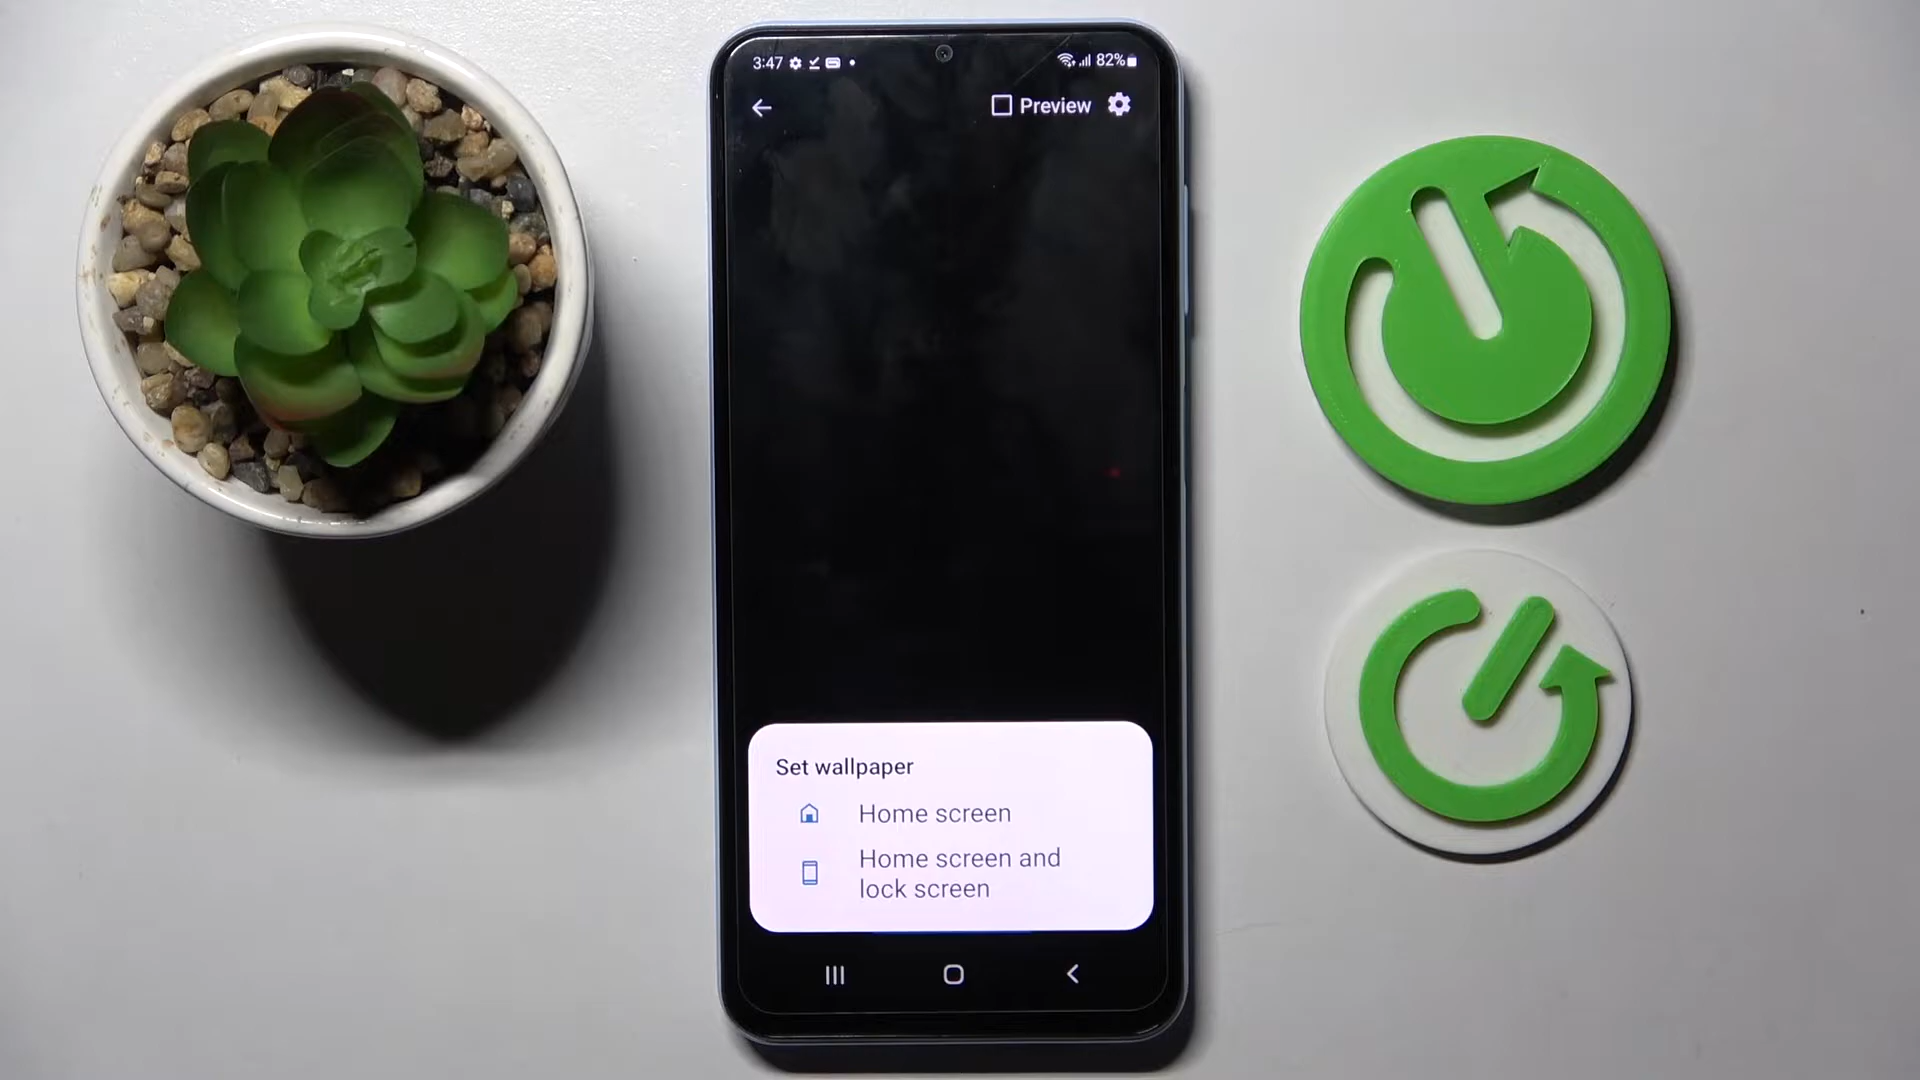 3:47 82%
Preview
Set wallpaper
Home screen
Home screen and
lock screen